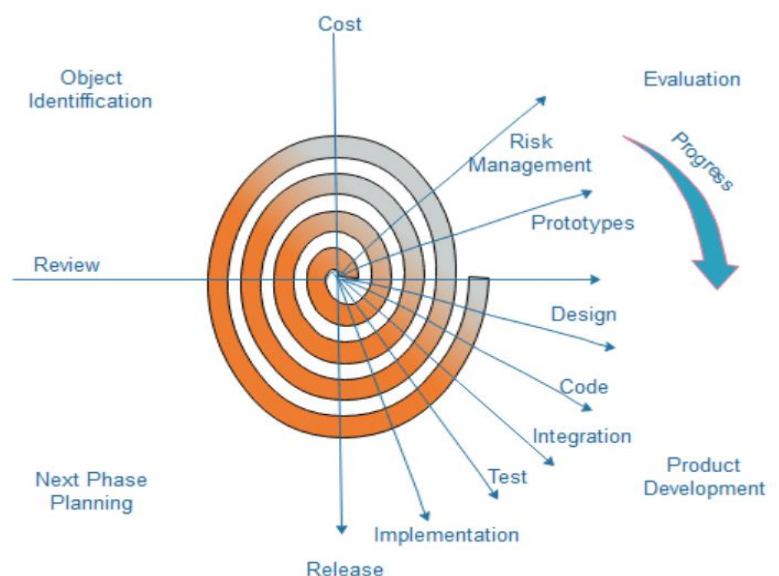 Cost
Object
Identiffication
Evaluation
Risk
Management
Progress
Prototypes
Review
Design
Code
Integration
Test
Implementation
Release
Next Phase
Planning
Product
Development